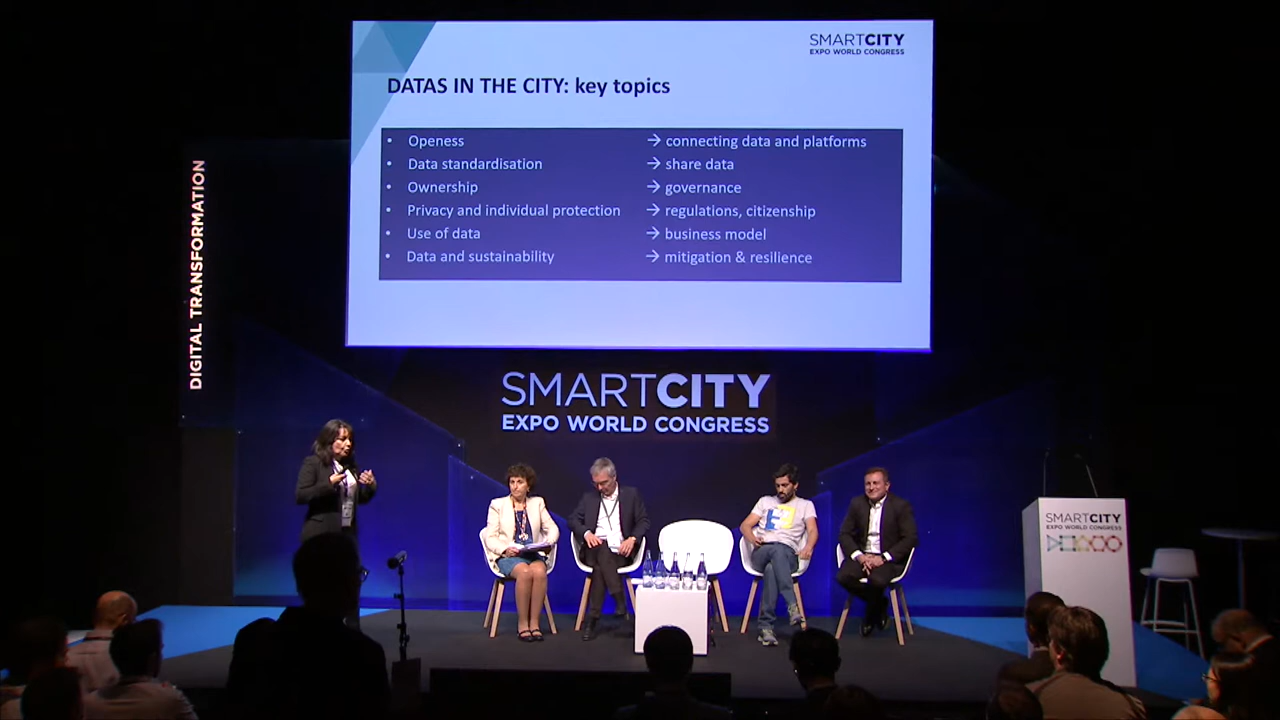 SMARTCITY
EXPO WORLD CONGRESS
DATAS IN THE CITY: key topics
• Openess → connecting data and platforms
• Data standardisation → share data
• Ownership → governance
• Privacy and individual protection → regulations, citizenship
• Use of data → business model
• Data and sustainability → mitigation & resilience
DIGITAL TRANSFORMATION
SMARTCITY
EXPO WORLD CONGRESS
SMARTCITY
EXPO WORLD CONGRESS